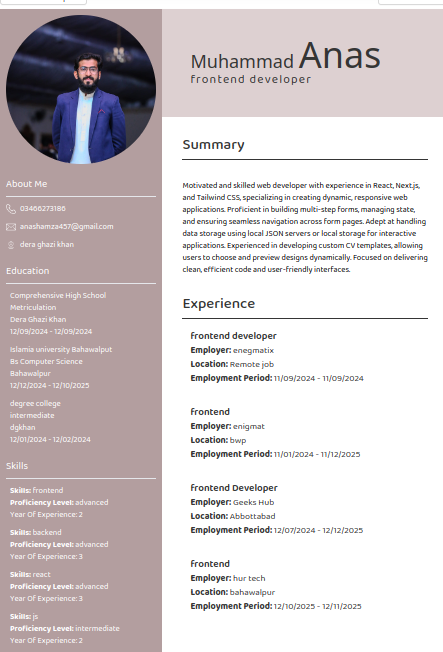 Muhammad Anas
frontend developer
About Me
03466273186
anashamza457@gmail.com
dera ghazi khan
Education
Comprehensive High School
Metriculation
Dera Ghazi Khan
12/09/2024 - 12/09/2024
Islamia university Bahawalput
Bs Computer Science
Bahawalpur
12/12/2024 - 12/10/2025
degree college
intermediate
dgkhan
12/01/2024 - 12/02/2024
Skills
Skills: frontend
Proficiency Level: advanced
Year Of Experience: 2
Skills: backend
Proficiency Level: advanced
Year Of Experience: 3
Skills: react
Proficiency Level: advanced
Year Of Experience: 3
Skills: js
Proficiency Level: intermediate
Year Of Experience: 2
Summary
Motivated and skilled web developer with experience in React, Next.js,
and Tailwind CSS, specializing in creating dynamic, responsive web
applications. Proficient in building multi-step forms, managing state,
and ensuring seamless navigation across form pages. Adept at handling
data storage using local JSON servers or local storage for interactive
applications. Experienced in developing custom CV templates, allowing
users to choose and preview designs dynamically. Focused on delivering
clean, efficient code and user-friendly interfaces.
Experience
frontend developer
Employer: enegmatix
Location: Remote job
Employment Period: 11/09/2024 - 11/09/2024
frontend
Employer: enigmat
Location: bwp
Employment Period: 11/01/2024 - 11/12/2025
frontend Developer
Employer: Geeks Hub
Location: Abbottabad
Employment Period: 12/07/2024 - 12/12/2025
frontend
Employer: hur tech
Location: bahawalpur
Employment Period: 12/10/2025 - 12/11/2025